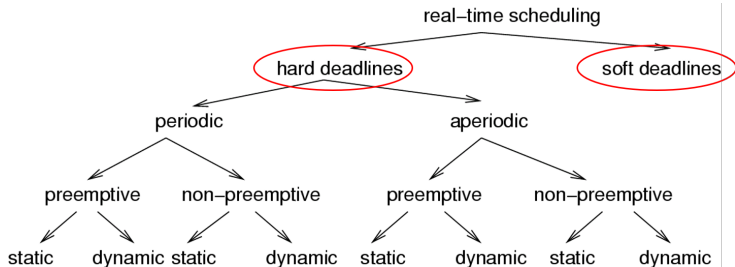 real-time scheduling
hard deadlines soft deadlines
periodic aperiodic
preemptive non-preemptive preemptive non-preemptive
static dynamic static dynamic static dynamic static dynamic